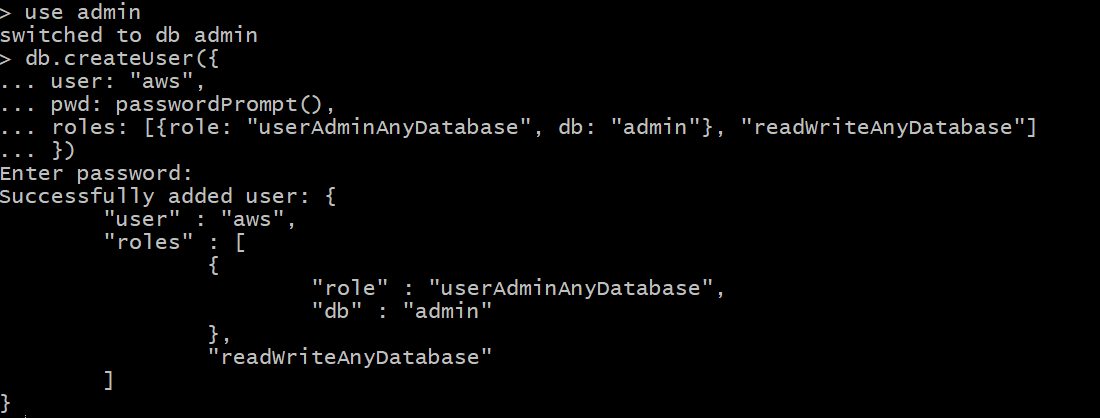 > use admin
switched to db admin
> db.createUser({
... user: "aws",
... pwd: passwordPrompt(),
... roles: [{role: "userAdminAnyDatabase", db: "admin"}, "readWriteAnyDatabase"]
... })
Enter password:
Successfully added user: {
        "user" : "aws",
        "roles" : [
                {
                        "role" : "userAdminAnyDatabase",
                        "db" : "admin"
                },
                "readWriteAnyDatabase"
        ]
}